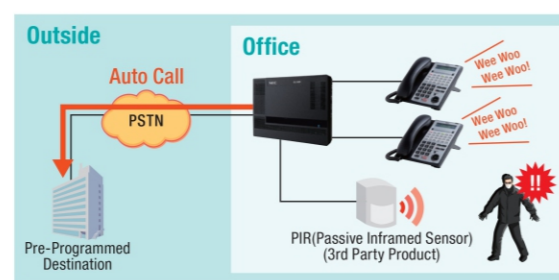 Outside
Office
Auto Call
PSTN
Wee Woo
Wee Woo!
Wee Woo
Wee Woo!
!!
PIR(Passive Inframed Sensor)
(3rd Party Product)
Pre-Programmed
Destination